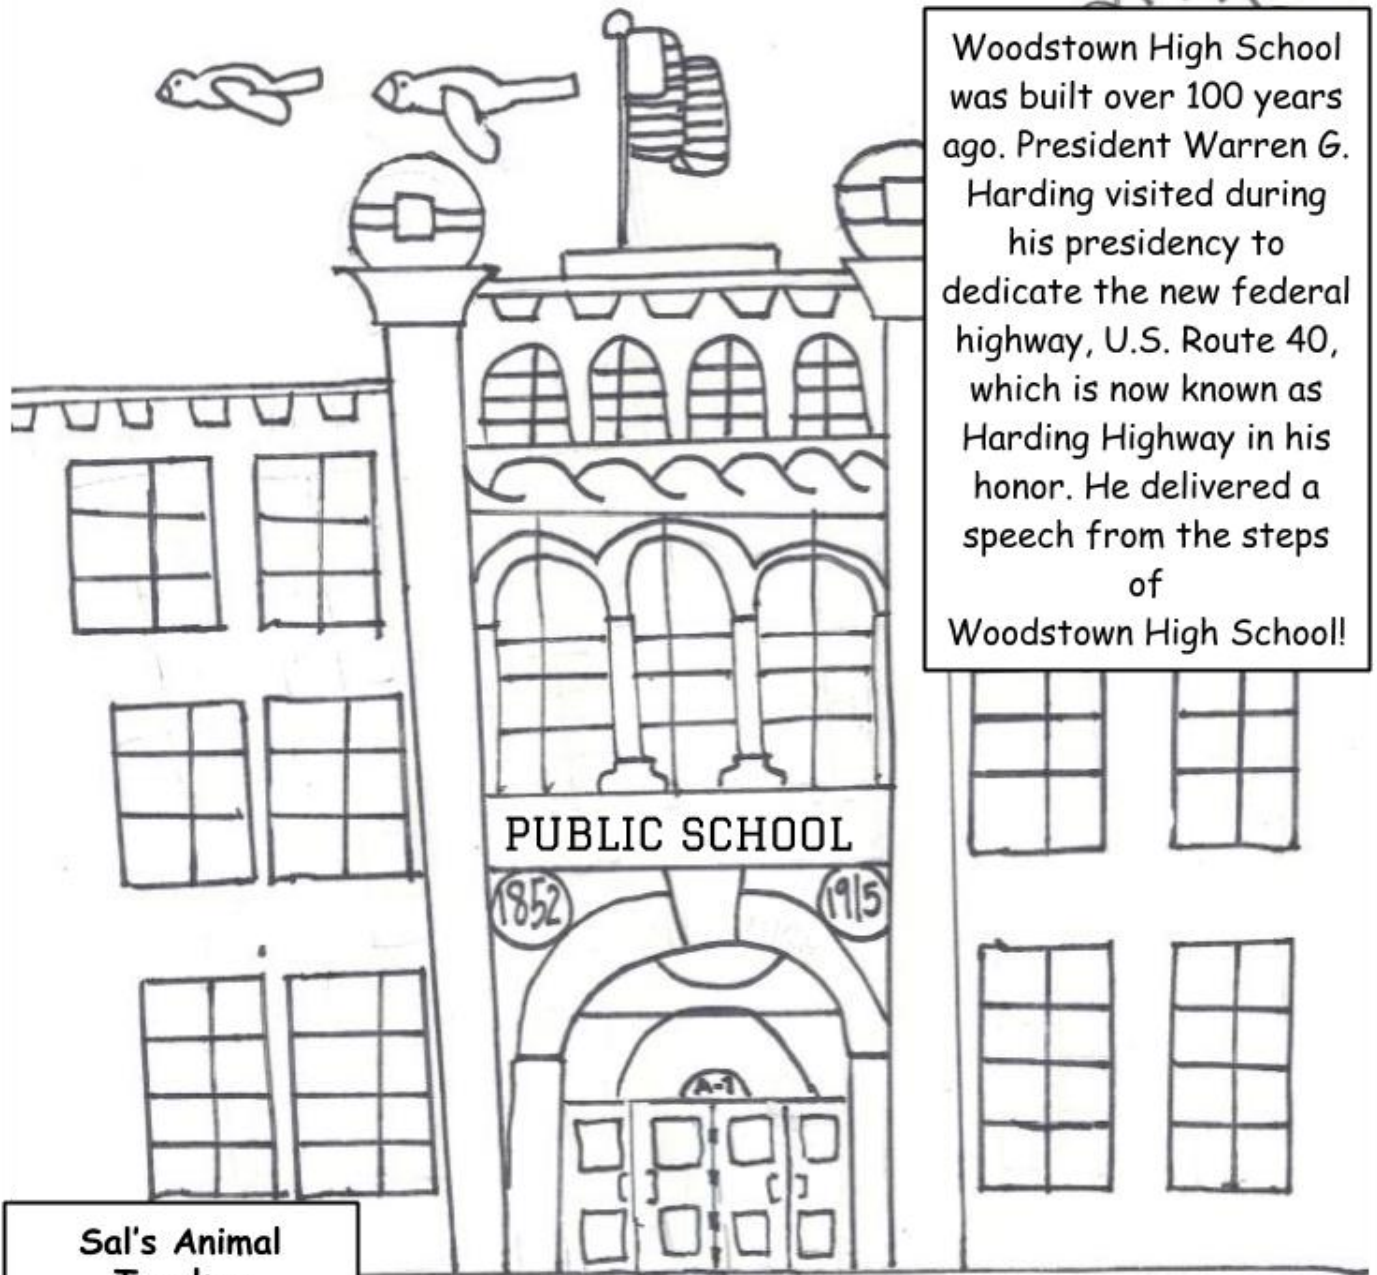 Woodstown High School
was built over 100 years
ago. President Warren G.
Harding visited during
his presidency to
dedicate the new federal
highway, U.S. Route 40,
which is now known as
Harding Highway in his
honor. He delivered a
speech from the steps
of
Woodstown High School!
PUBLIC SCHOOL
1852
1915
A-1
Sal's Animal